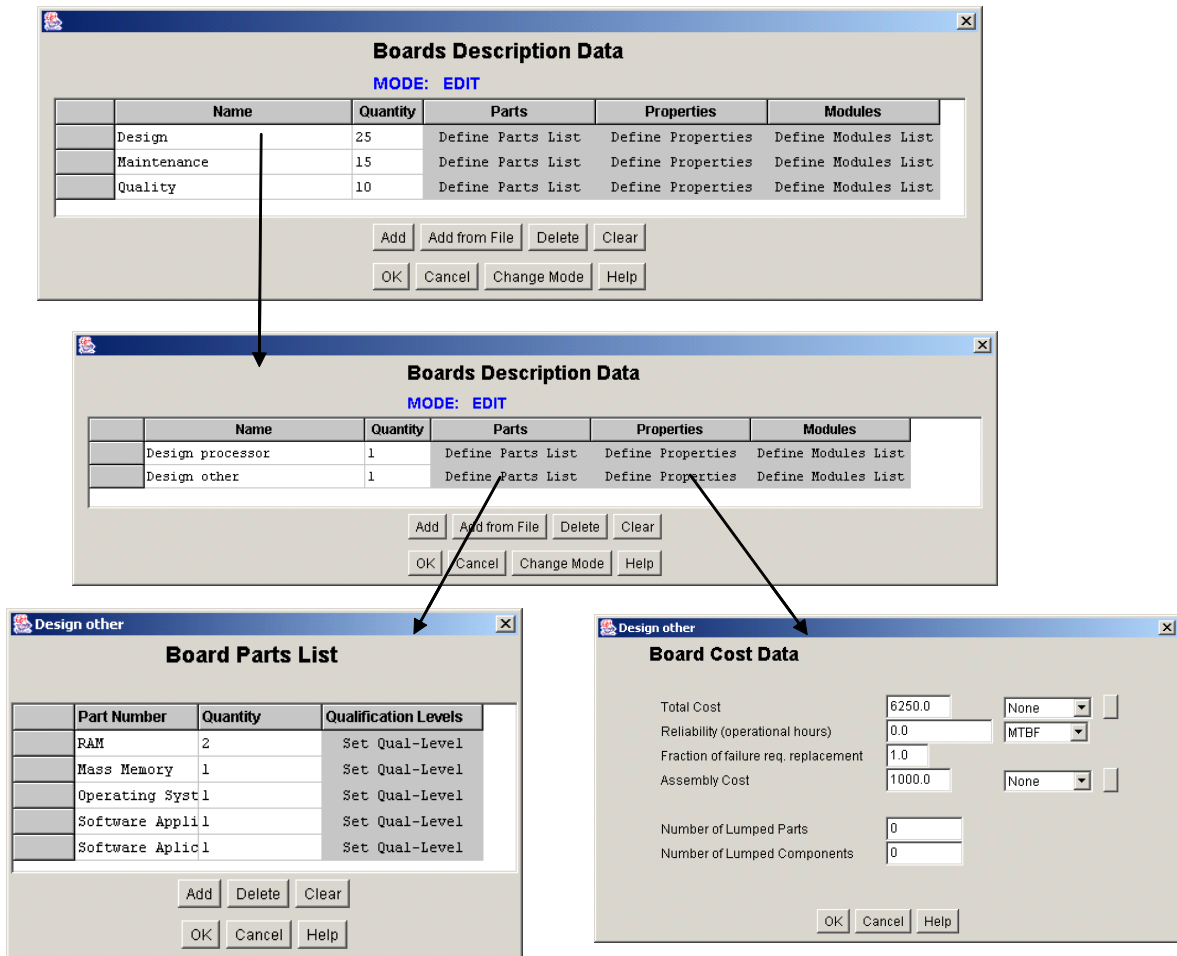 Boards Description Data
MODE: EDIT
Name Quantity Parts Properties Modules
Design 25 Define Parts List Define Properties Define Modules List
Maintenance 15 Define Parts List Define Properties Define Modules List
Quality 10 Define Parts List Define Properties Define Modules List
Add Add from File Delete Clear
OK Cancel Change Mode Help
Boards Description Data
MODE: EDIT
Name Quantity Parts Properties Modules
Design processor 1 Define Parts List Define Properties Define Modules List
Design other 1 Define Parts List Define Properties Define Modules List
Add Add from File Delete Clear
OK Cancel Change Mode Help
Design other
Board Parts List
Part Number Quantity Qualification Levels
RAM 2 Set Qual-Level
Mass Memory 1 Set Qual-Level
Operating Syst 1 Set Qual-Level
Software Appli 1 Set Qual-Level
Software Aplic 1 Set Qual-Level
Add Delete Clear
OK Cancel Help
Design other
Board Cost Data
Total Cost 6250.0 None
Reliability (operational hours) 0.0 MTBF
Fraction of failure req. replacement 1.0
Assembly Cost 1000.0 None
Number of Lumped Parts 0
Number of Lumped Components 0
OK Cancel Help